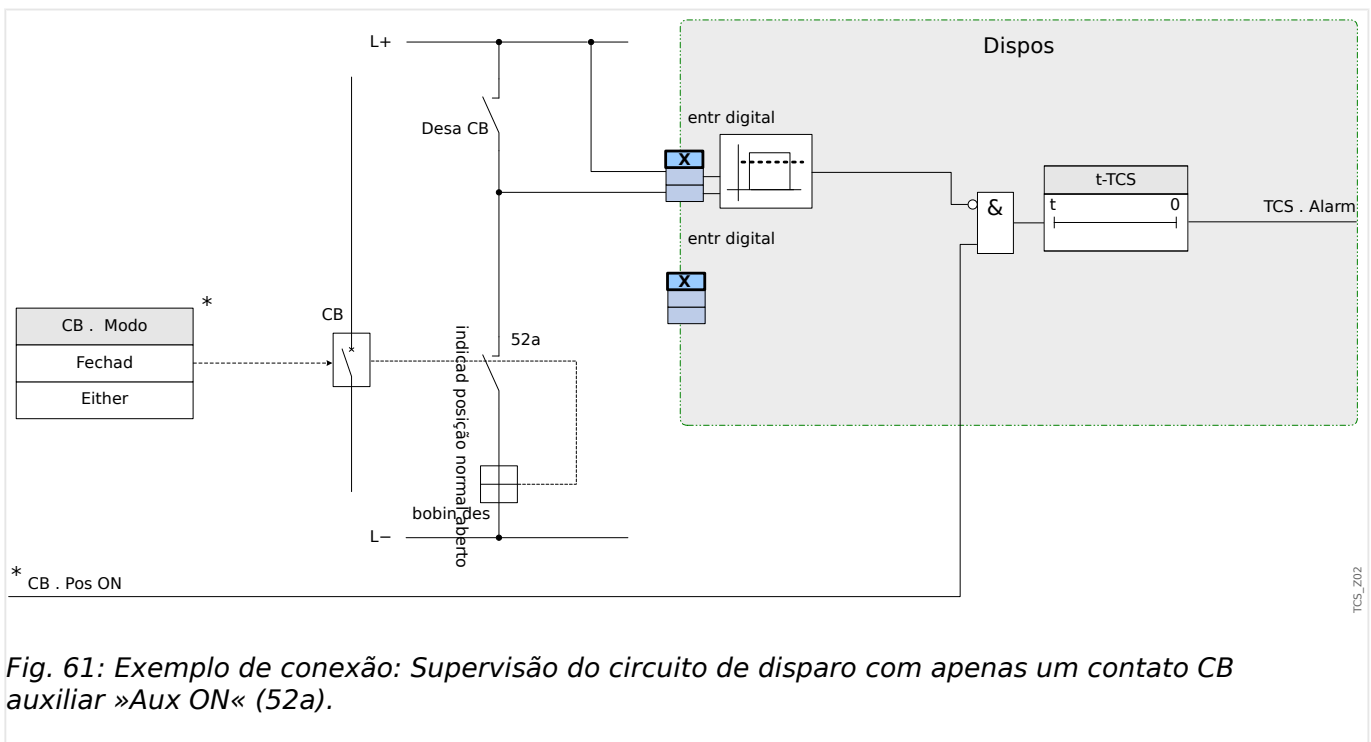 L+
Dispos
Desa CB
entr digital
X
t-TCS
t
0
&
TCS . Alarm
entr digital
X
*
CB . Modo
Fechad
Either
CB
52a
indicad posição normal aberto
bobin des
L−
*
CB . Pos ON
TCS_Z02
Fig. 61: Exemplo de conexão: Supervisão do circuito de disparo com apenas um contato CB
auxiliar »Aux ON« (52a).